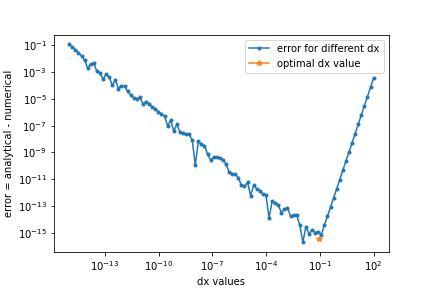 error for different dx
optimal dx value
error = analytical - numerical
10⁻¹
10⁻³
10⁻⁵
10⁻⁷
10⁻⁹
10⁻¹¹
10⁻¹³
10⁻¹⁵
10⁻¹³ 10⁻¹⁰ 10⁻⁷ 10⁻⁴ 10⁻¹ 10²
dx values